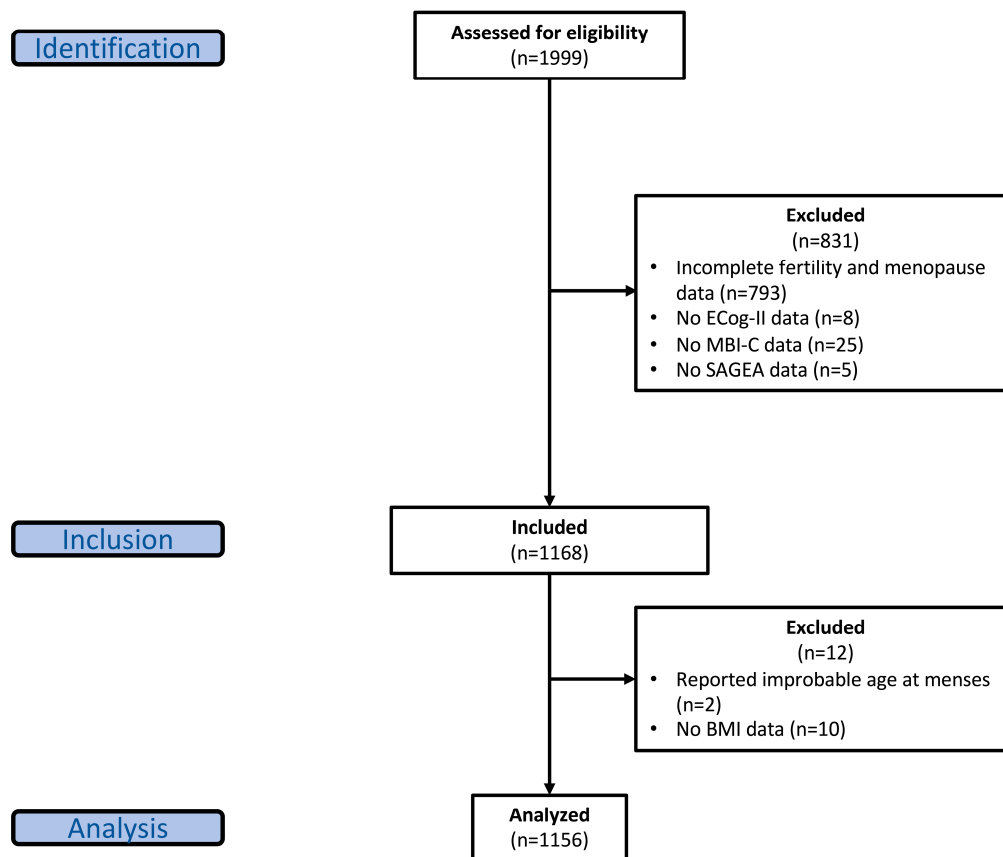 Identification
Assessed for eligibility
(n=1999)
Excluded
(n=831)
• Incomplete fertility and menopause
data (n=793)
• No ECog-II data (n=8)
• No MBI-C data (n=25)
• No SAGEA data (n=5)
Inclusion
Included
(n=1168)
Excluded
(n=12)
• Reported improbable age at menses
(n=2)
• No BMI data (n=10)
Analysis
Analyzed
(n=1156)